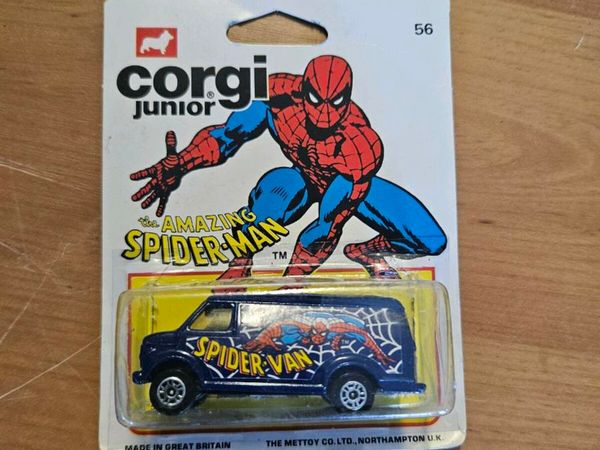 56
corgi®
junior
the AMAZING
SPIDER-MAN
TM
SPIDER-VAN
TM
MADE IN GREAT BRITAIN THE METTOY CO. LTD., NORTHAMPTON U.K.